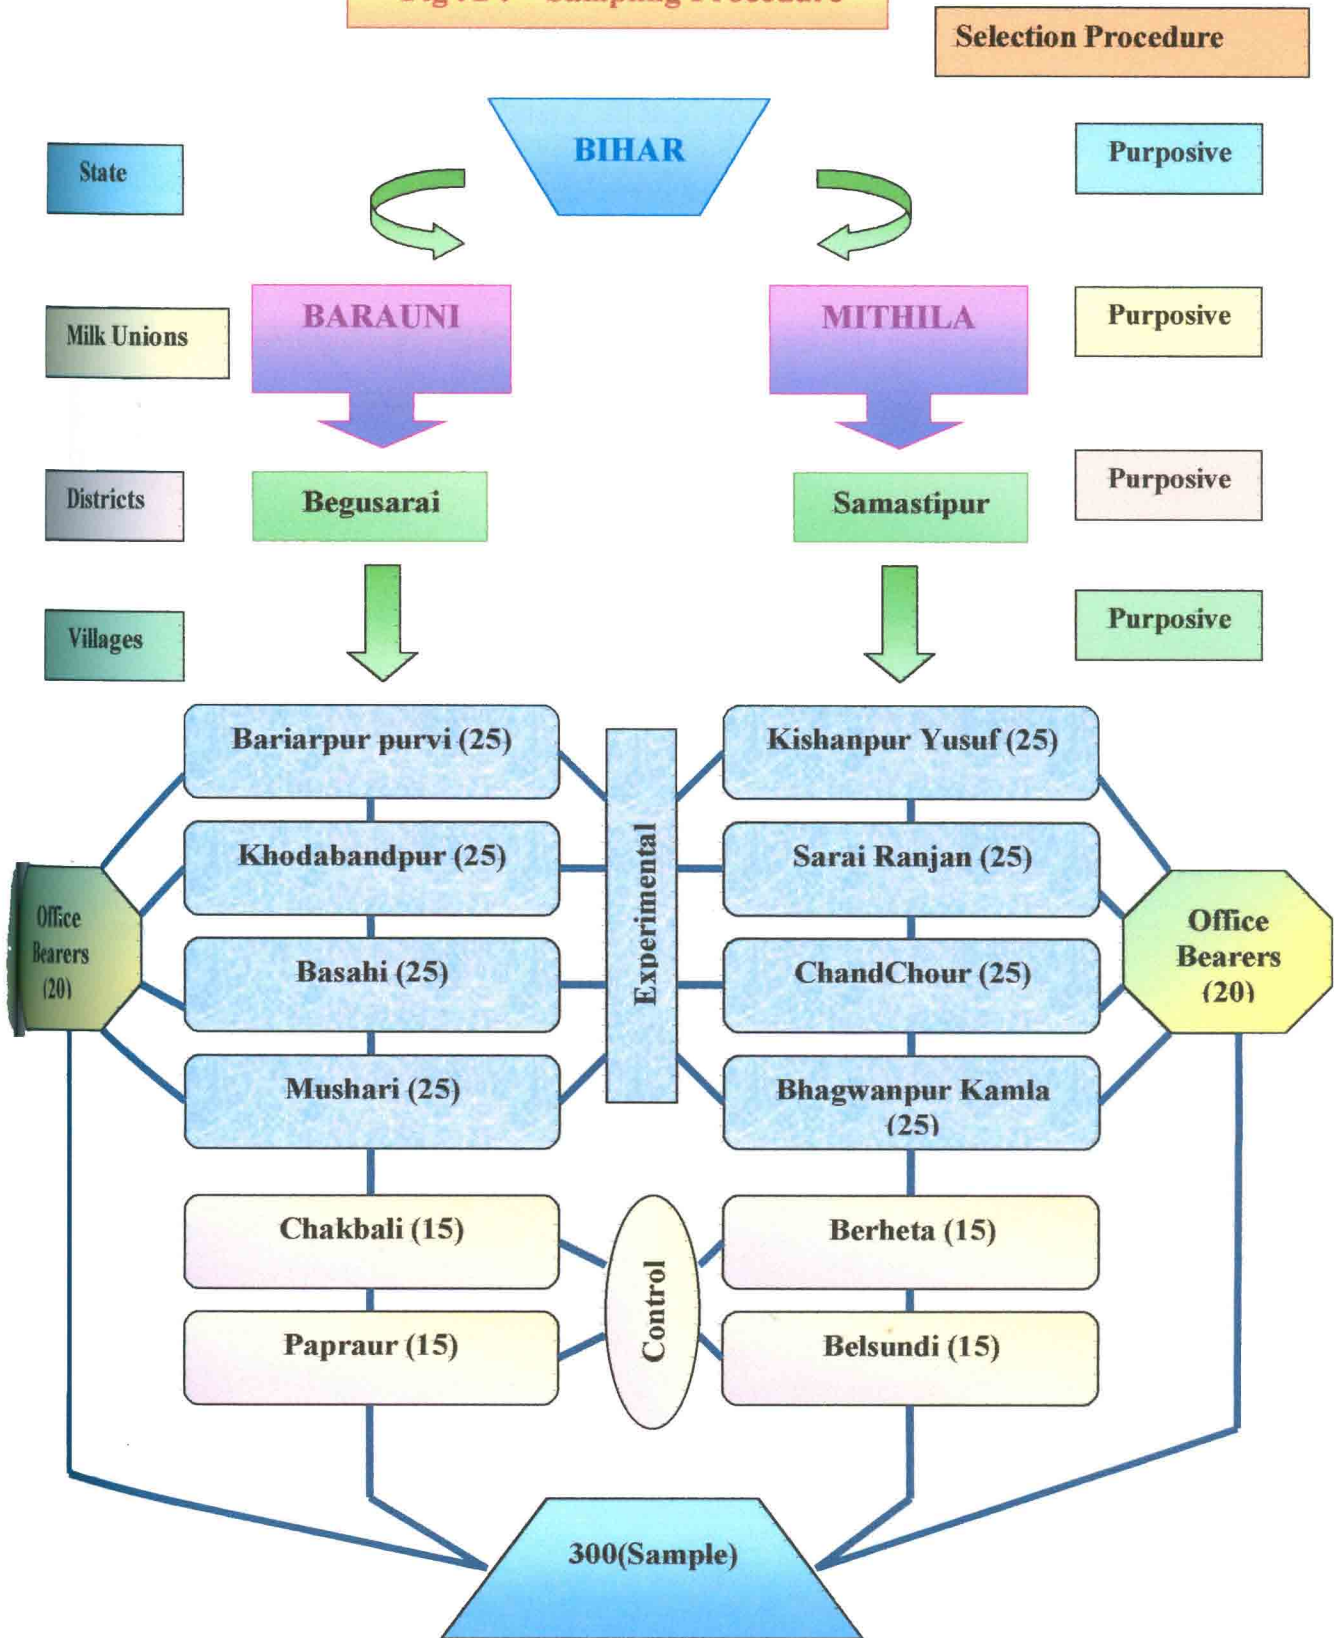 Sampling Procedure
Selection Procedure
BIHAR
State
Purposive
BARAUNI
MITHILA
Milk Unions
Purposive
Districts
Begusarai
Samastipur
Purposive
Villages
Purposive
Bariarpur purvi (25)
Kishanpur Yusuf (25)
Khodabandpur (25)
Sarai Ranjan (25)
Experimental
Office
Bearers
(20)
Office
Bearers
(20)
Basahi (25)
ChandChour (25)
Mushari (25)
Bhagwanpur Kamla
(25)
Chakbali (15)
Berheta (15)
Control
Papraur (15)
Belsundi (15)
300(Sample)